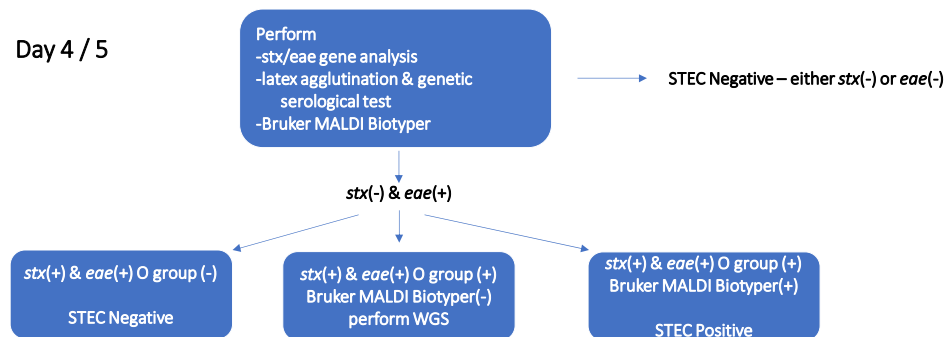 Day 4 / 5
Perform
-stx/eae gene analysis
-latex agglutination & genetic
serological test
-Bruker MALDI Biotyper
STEC Negative – either stx(-) or eae(-)
stx(-) & eae(+)
stx(+) & eae(+) O group (-)
STEC Negative
stx(+) & eae(+) O group (+)
Bruker MALDI Biotyper(-)
perform WGS
stx(+) & eae(+) O group (+)
Bruker MALDI Biotyper(+)
STEC Positive